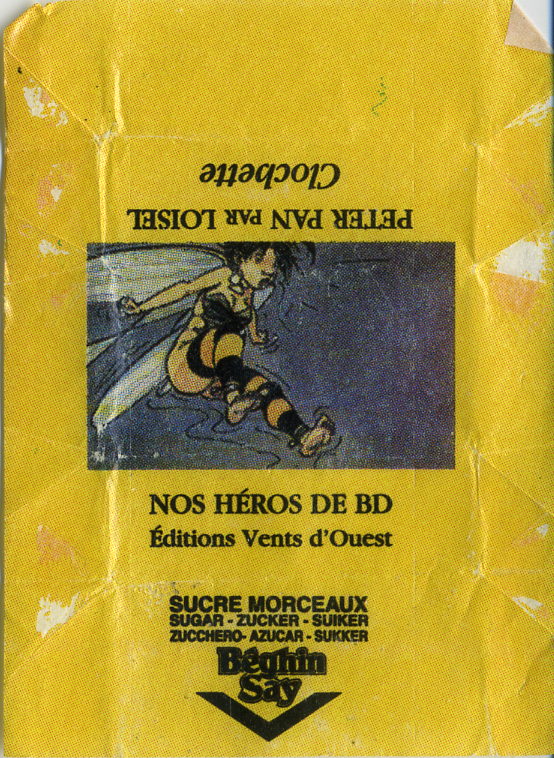 PETER PAN PAR LOISEL
Clochette
NOS HÉROS DE BD
Éditions Vents d'Ouest
SUCRE MORCEAUX
SUGAR - ZUCKER - SUIKER
ZUCCHERO- AZUCAR - SUKKER
Béghin
Say